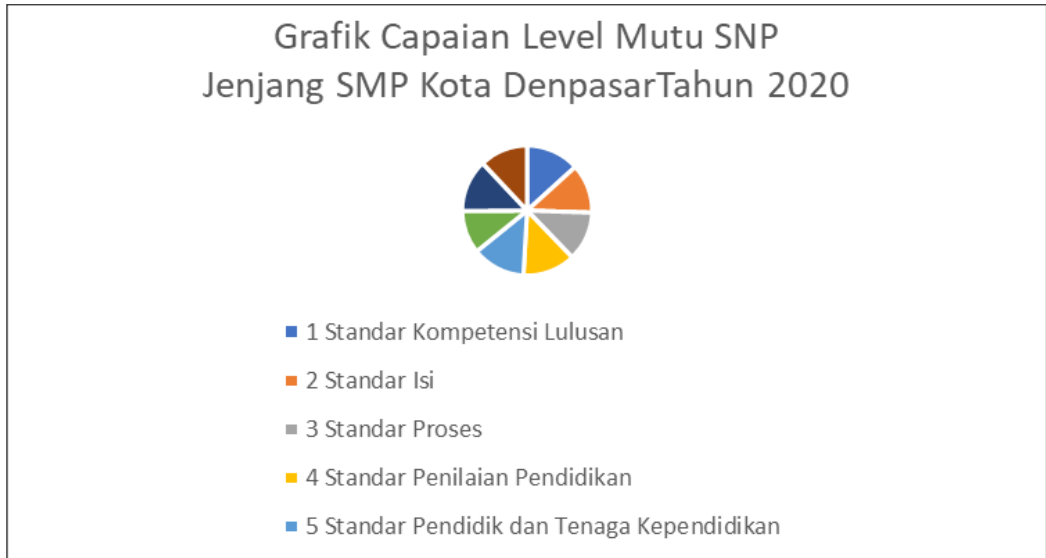 Grafik Capaian Level Mutu SNP
Jenjang SMP Kota DenpasarTahun 2020
1 Standar Kompetensi Lulusan
2 Standar Isi
3 Standar Proses
4 Standar Penilaian Pendidikan
5 Standar Pendidik dan Tenaga Kependidikan